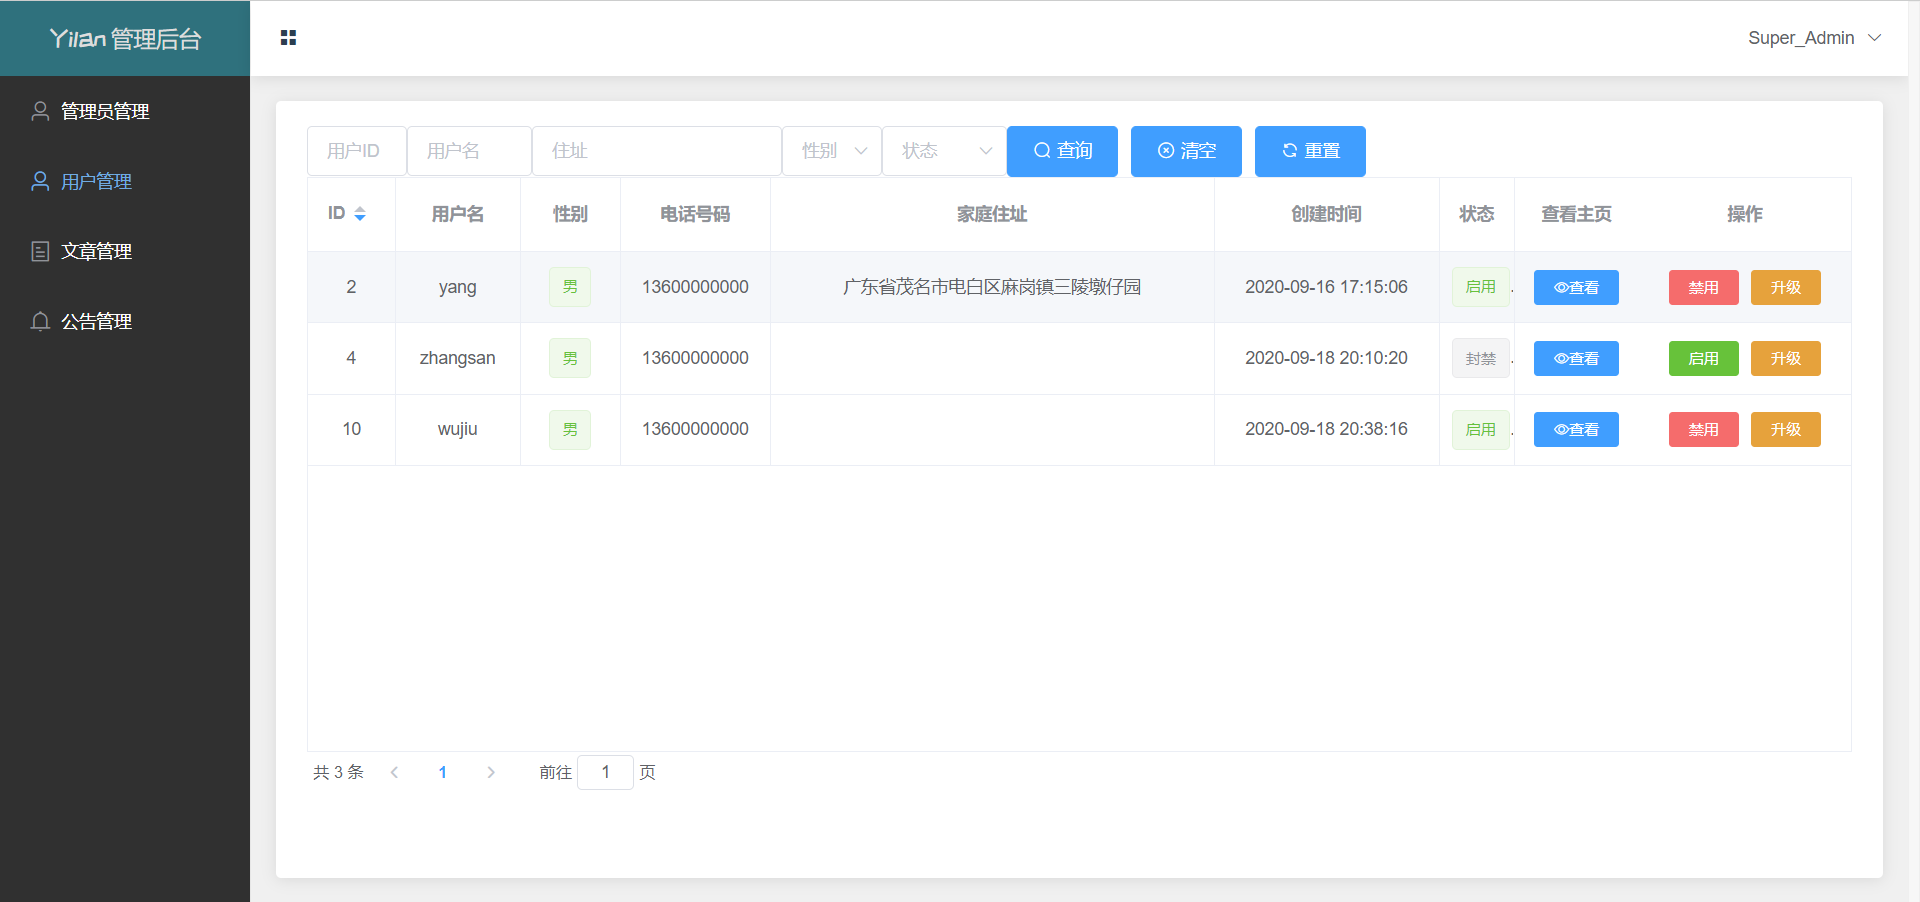 Yilan 管理后台
Super_Admin
管理员管理
用户管理
文章管理
公告管理
用户ID 用户名 住址 性别 状态 查询 清空 重置
ID 用户名 性别 电话号码 家庭住址 创建时间 状态 查看主页 操作
2 yang 男 13600000000 广东省茂名市电白区麻岗镇三陵墩仔园 2020-09-16 17:15:06 启用 查看 禁用 升级
4 zhangsan 男 13600000000 2020-09-18 20:10:20 封禁 查看 启用 升级
10 wujiu 男 13600000000 2020-09-18 20:38:16 启用 查看 禁用 升级
共 3 条 1 前往 1 页